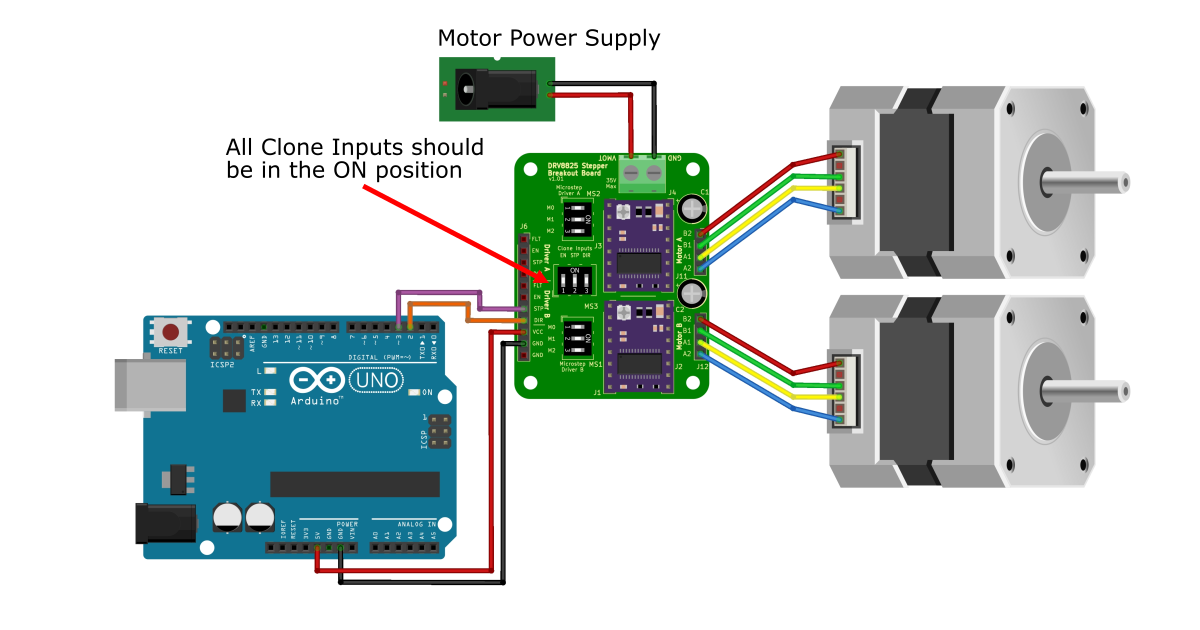 Motor Power Supply
All Clone Inputs should
be in the ON position
VMOT
GND
DRV8825 Stepper
Breakout Board
v1.01
35V
Max
Microstep
Driver A
MS2
J4
C1
M0
M1
M2
1
2
3
ON
J6
J3
FLT
EN
STP
FLT
EN
STP
DIR
VCC
GND
GND
Driver A
Driver B
Clone Inputs
EN STP DIR
ON
1 2 3
MS3
B2
B1
A1
A2
Motor A
J11
C2
M0
M1
M2
1
2
3
ON
Microstep
Driver B
MS1
J1
J2
B2
B1
A1
A2
Motor B
J12
RESET
ICSP2
AREF
GND
13
12
~11
~10
~9
8
7
~6
~5
4
~3
2
TXD▶1
RXD◀0
DIGITAL (PWM=~)
L
TX
RX
UNO
Arduino™
ON
1
ICSP
POWER
ANALOG IN
IOREF
RESET
3V3
5V
GND
GND
VIN
A0
A1
A2
A3
A4
A5